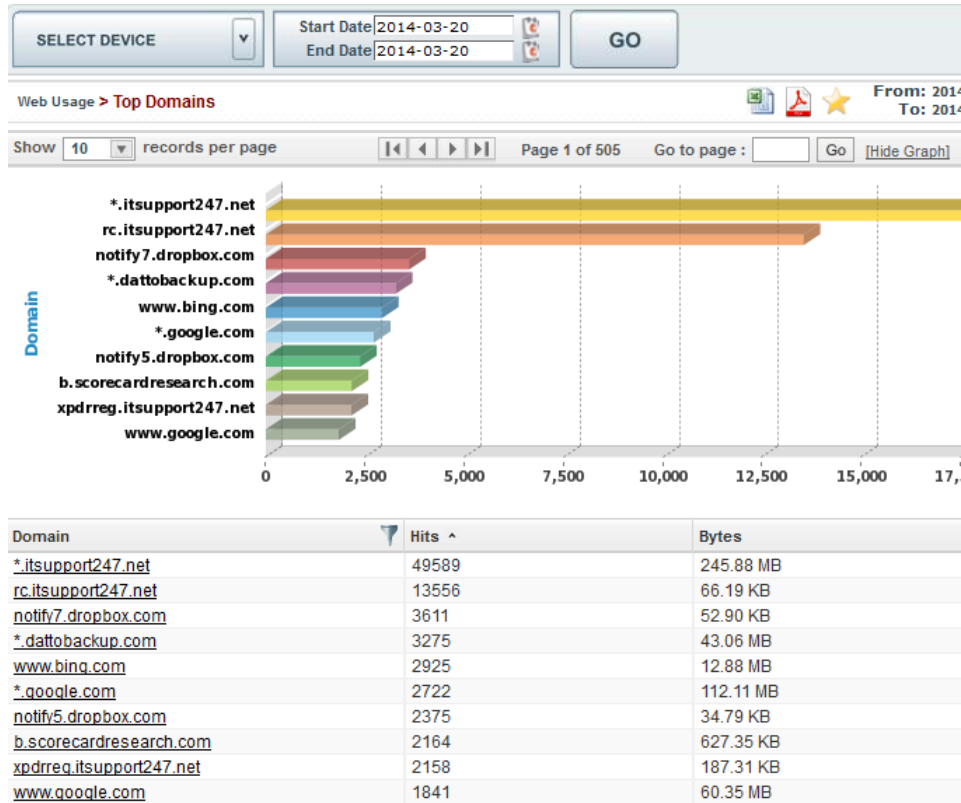 SELECT DEVICE
Start Date 2014-03-20
End Date 2014-03-20
GO
Web Usage > Top Domains
From: 2014
To: 2014
Show 10 records per page
Page 1 of 505
Go to page :
Go
[Hide Graph]
Domain
*.itsupport247.net
rc.itsupport247.net
notify7.dropbox.com
*.dattobackup.com
www.bing.com
*.google.com
notify5.dropbox.com
b.scorecardresearch.com
xpdrreg.itsupport247.net
www.google.com
0 2,500 5,000 7,500 10,000 12,500 15,000 17,
Domain Hits Bytes
*.itsupport247.net 49589 245.88 MB
rc.itsupport247.net 13556 66.19 KB
notify7.dropbox.com 3611 52.90 KB
*.dattobackup.com 3275 43.06 MB
www.bing.com 2925 12.88 MB
*.google.com 2722 112.11 MB
notify5.dropbox.com 2375 34.79 KB
b.scorecardresearch.com 2164 627.35 KB
xpdrreg.itsupport247.net 2158 187.31 KB
www.google.com 1841 60.35 MB